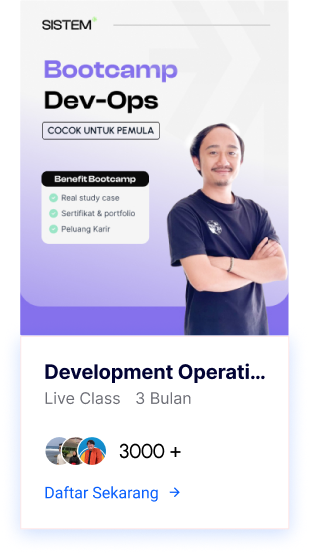 SISTEM
Bootcamp
Dev-Ops
COCOK UNTUK PEMULA
Benefit Bootcamp
Real study case
Sertifikat & portfolio
Peluang Karir
Development Operati...
Live Class 3 Bulan
3000 +
Daftar Sekarang →